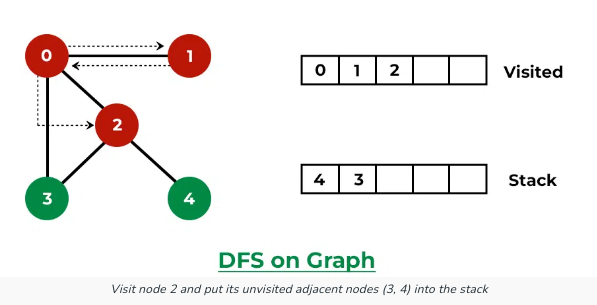 0 1
0 1 2 Visited
2
4 3 Stack
3 4
DFS on Graph
Visit node 2 and put its unvisited adjacent nodes (3, 4) into the stack